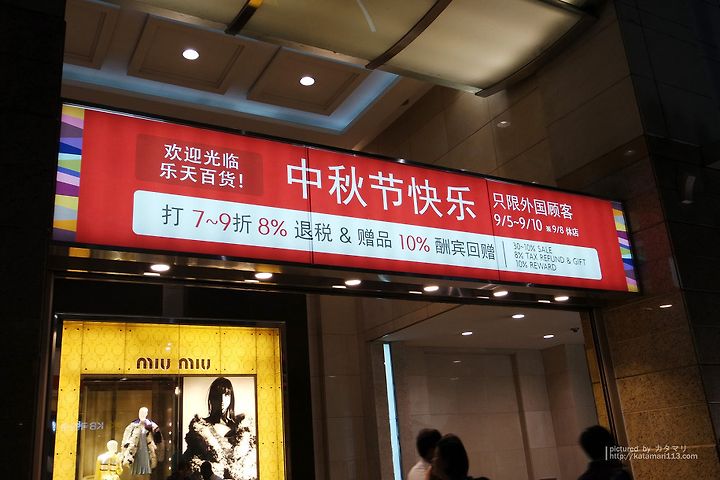 欢迎光临
乐天百货!
中秋节快乐
只限外国顾客
9/5~9/10 ※ 9/8 休店
打 7~9折 8% 退税 & 赠品 10% 酬宾回赠
30~10% SALE
8% TAX REFUND & GIFT
10% REWARD
miu miu
pictured by カタマリ
http://katamari113.com